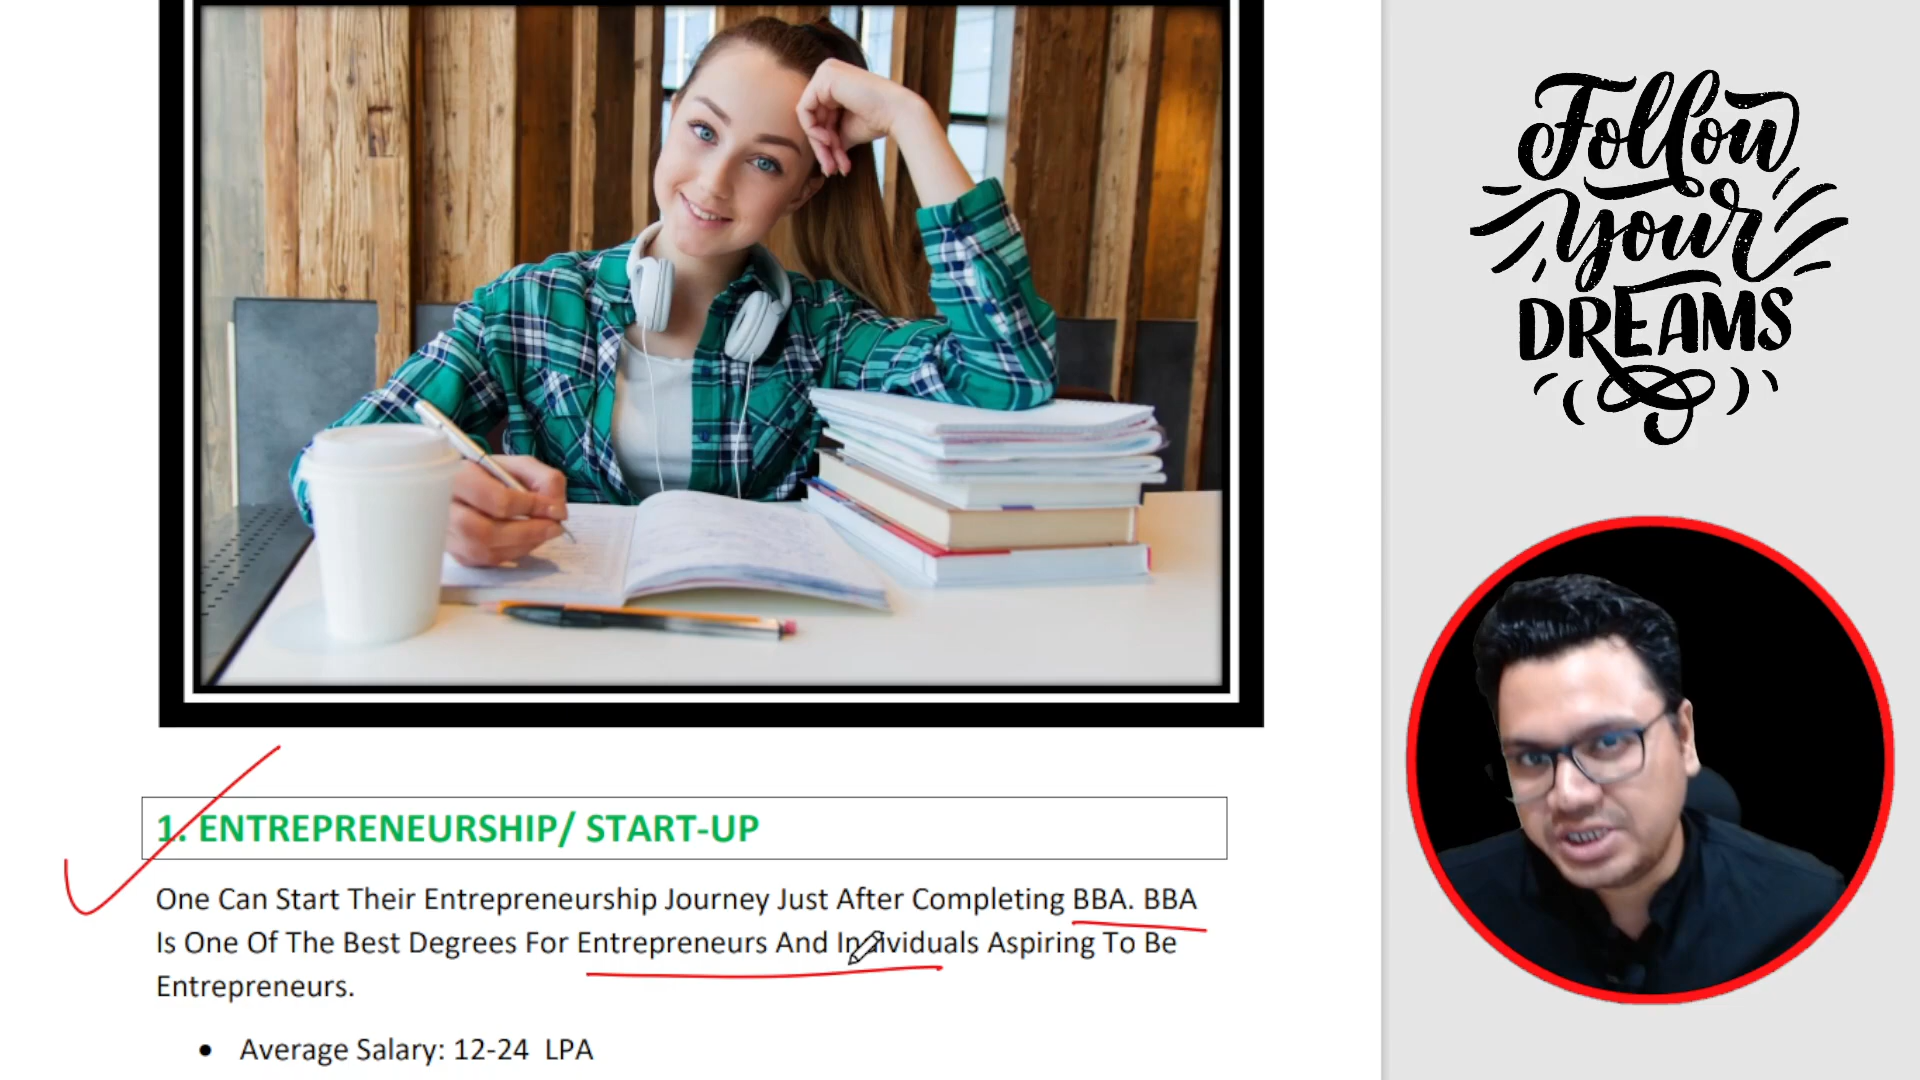 Follow
your
DREAMS
1. ENTREPRENEURSHIP/ START-UP
One Can Start Their Entrepreneurship Journey Just After Completing BBA. BBA
Is One Of The Best Degrees For Entrepreneurs And Individuals Aspiring To Be
Entrepreneurs.
• Average Salary: 12-24 LPA